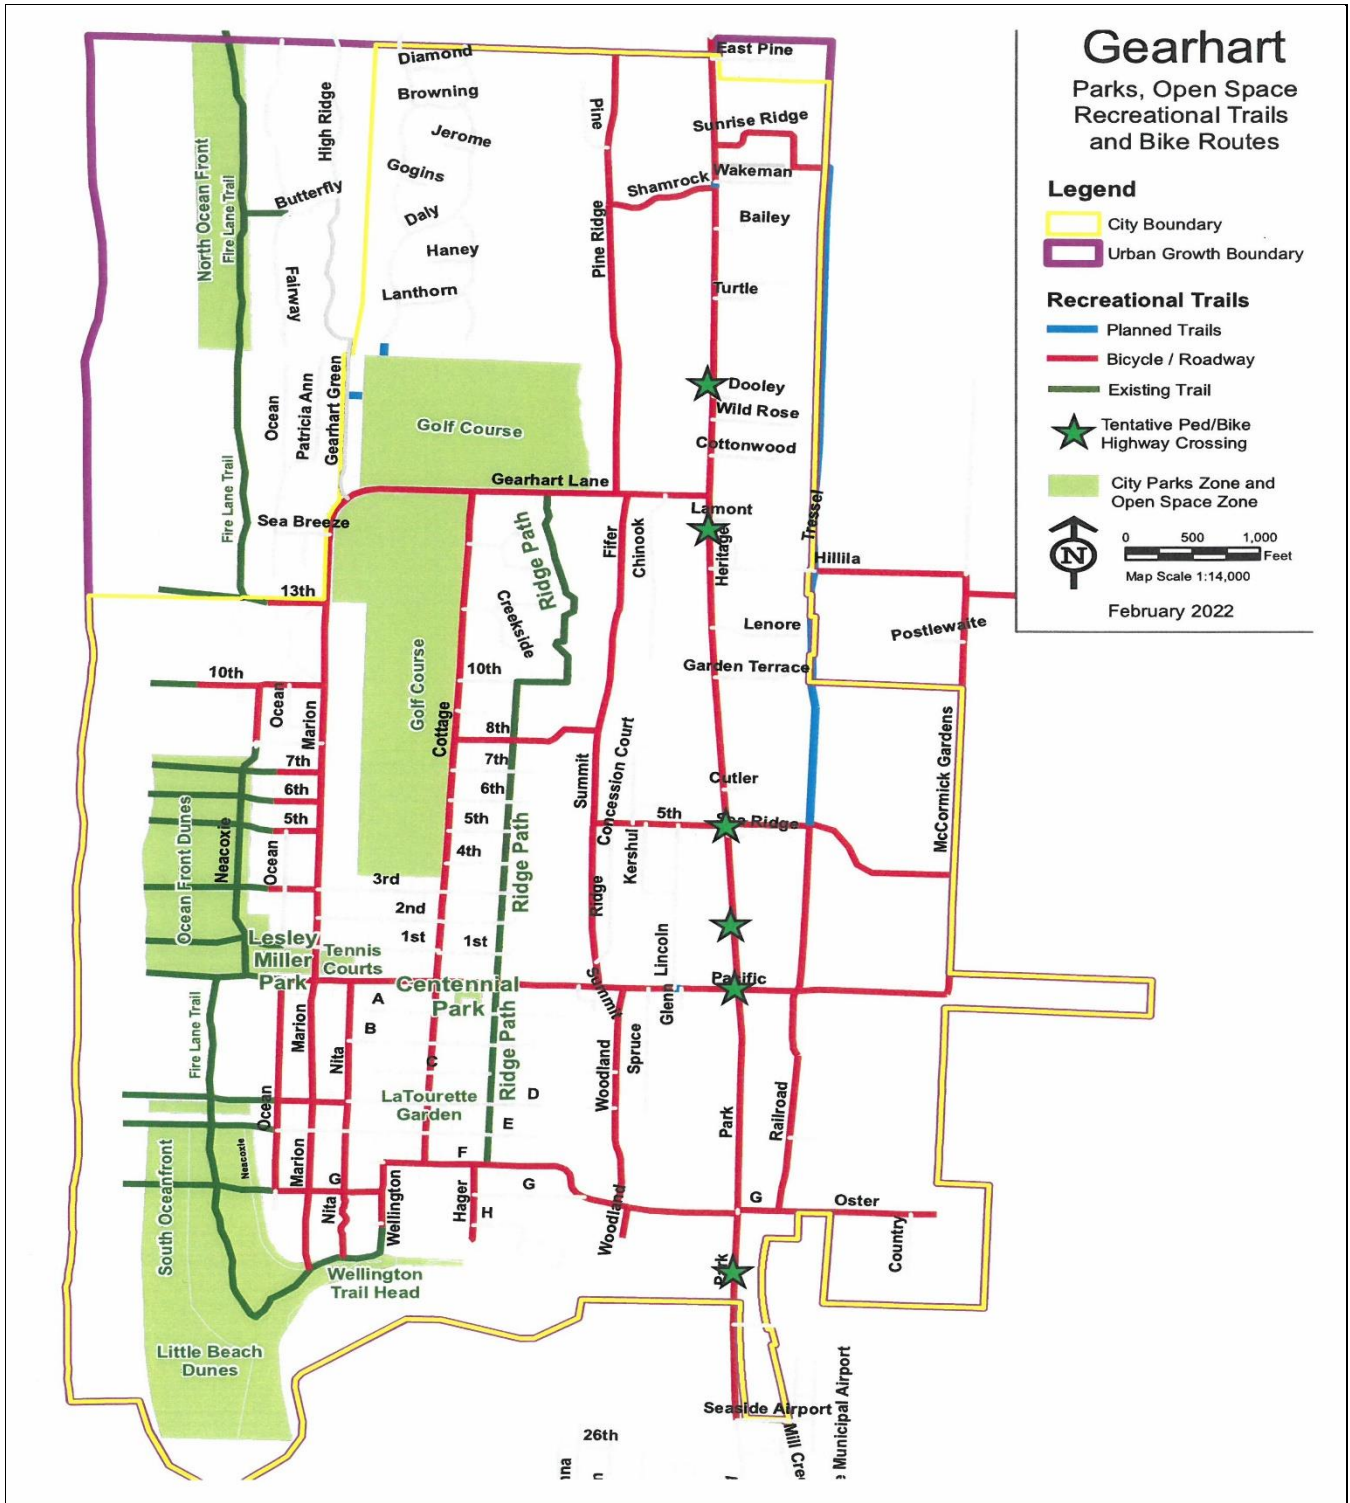 Gearhart
Parks, Open Space
Recreational Trails
and Bike Routes
Legend
City Boundary
Urban Growth Boundary
Recreational Trails
Planned Trails
Bicycle / Roadway
Existing Trail
Tentative Ped/Bike
Highway Crossing
City Parks Zone and
Open Space Zone
N
0 500 1,000
Feet
Map Scale 1:14,000
February 2022
East Pine
Diamond
Browning
High Ridge
Pine
Sunrise Ridge
Jerome
North Ocean Front
Fire Lane Trail
Gogins
Wakeman
Shamrock
Butterfly
Daly
Bailey
Pine Ridge
Haney
Fairway
Lanthorn
Turtle
Gearhart Green
Patricia Ann
Ocean
Dooley
Wild Rose
Golf Course
Cottonwood
Gearhart Lane
Fire Lane Trail
Sea Breeze
Lamont
Tressel
Ridge Path
Fifer
Chinook
Heritage
Hillila
13th
Creekside
Lenore
Postlewaite
10th
10th
Garden Terrace
Golf Course
Ocean
Marion
Cottage
8th
McCormick Gardens
7th
7th
Summit
Concession Court
Cutler
6th
6th
5th
5th
5th
Sea Ridge
Ocean Front Dunes
Neacoxie
Ocean
4th
Kershul
Ridge Path
3rd
Ridge
2nd
1st
1st
Lincoln
Lesley
Miller
Park
Tennis
Courts
Centennial
Park
Pacific
Summit
Glenn
A
B
Fire Lane Trail
Marion
Nita
C
Ridge Path
Woodland
Spruce
LaTourette
Garden
D
E
Ocean
Park
Railroad
F
South Oceanfront
Neacoxie
Marion
G
G
G
Oster
Nita
Wellington
Hager
H
Woodland
Country
Park
Wellington
Trail Head
Little Beach
Dunes
Seaside Airport
26th
Mill Cree
Municipal Airport